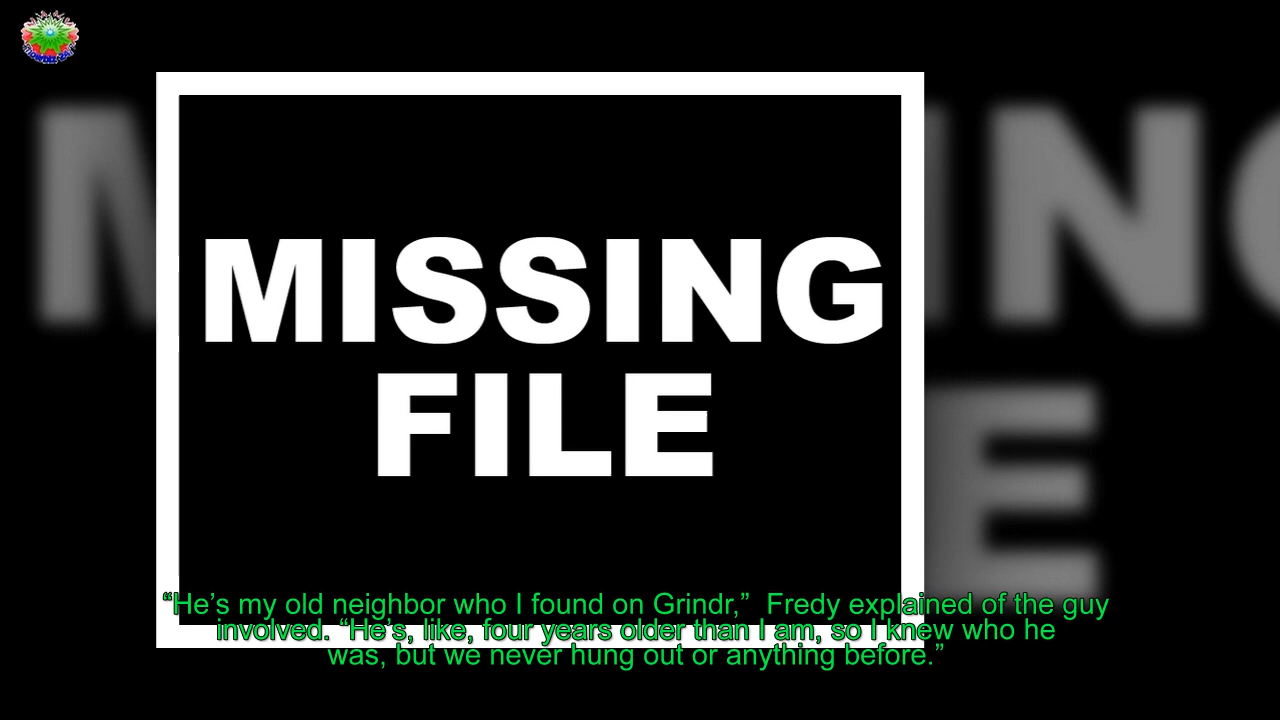 MISSING
FILE
“He’s my old neighbor who I found on Grindr,”  Fredy explained of the guy
involved. “He’s, like, four years older than I am, so I knew who he
was, but we never hung out or anything before.”